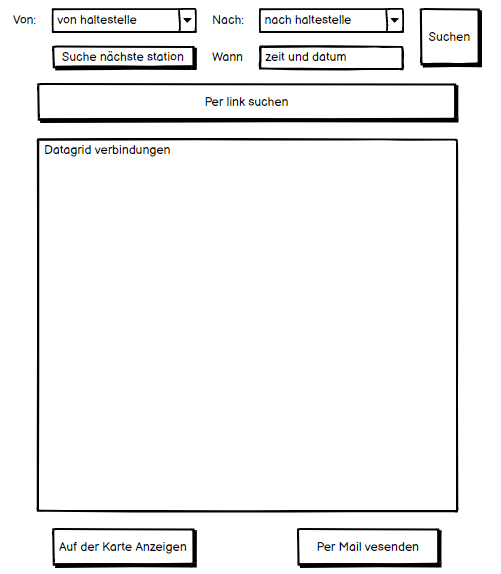 Von: von haltestelle Nach: nach haltestelle Suchen
Suche nächste station Wann zeit und datum
Per link suchen
Datagrid verbindungen
Auf der Karte Anzeigen Per Mail vesenden